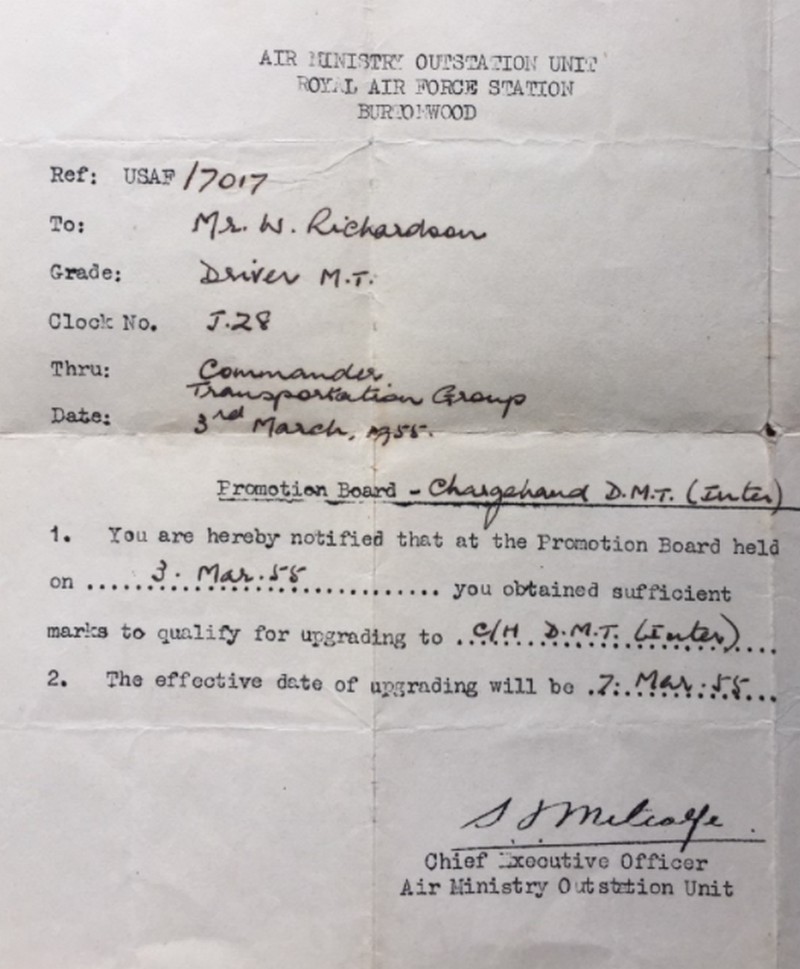 AIR MINISTRY OUTSTATION UNIT
ROYAL AIR FORCE STATION
BURTONWOOD
Ref: USAF/7017
To: Mr. W. Richardson
Grade: Driver M.T.
Clock No. J.28
Thru: Commander
Transportation Group
Date: 3rd March, 1955.
Promotion Board - Chargehand D.M.T. (Inter)
1. You are hereby notified that at the Promotion Board held
on ......3. Mar. 55.............................. you obtained sufficient
marks to qualify for upgrading to ..C/H. D.M.T. (Inter)....
2. The effective date of upgrading will be .7. Mar. 55...
S J Metcalfe
Chief Executive Officer
Air Ministry Outstation Unit